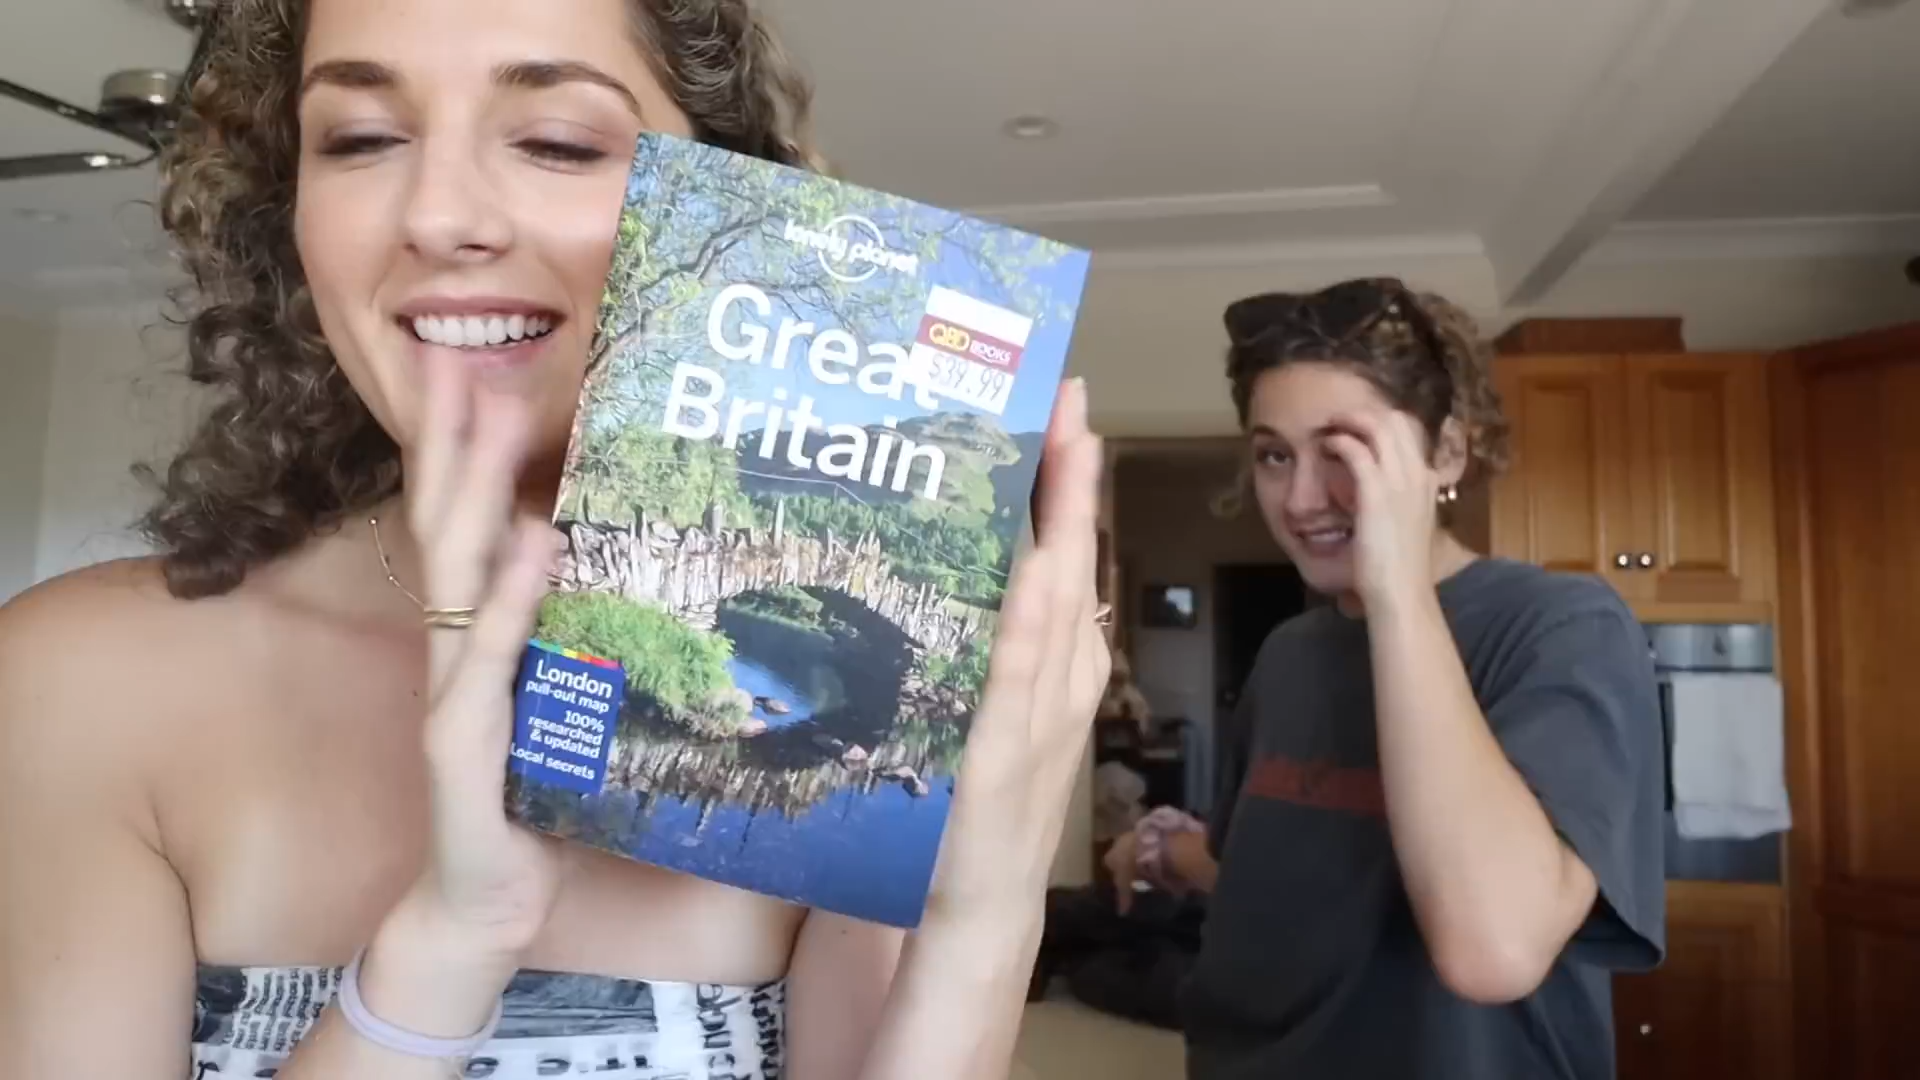 lonely planet
Great
Britain
QBD BOOKS
$39.99
London
pull-out map
100%
researched
& updated
Local secrets